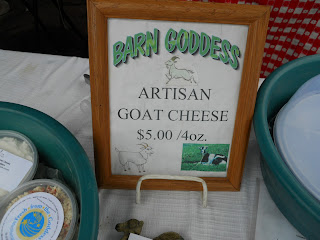 BARN GODDESS
ARTISAN
GOAT CHEESE
$5.00 /4oz.